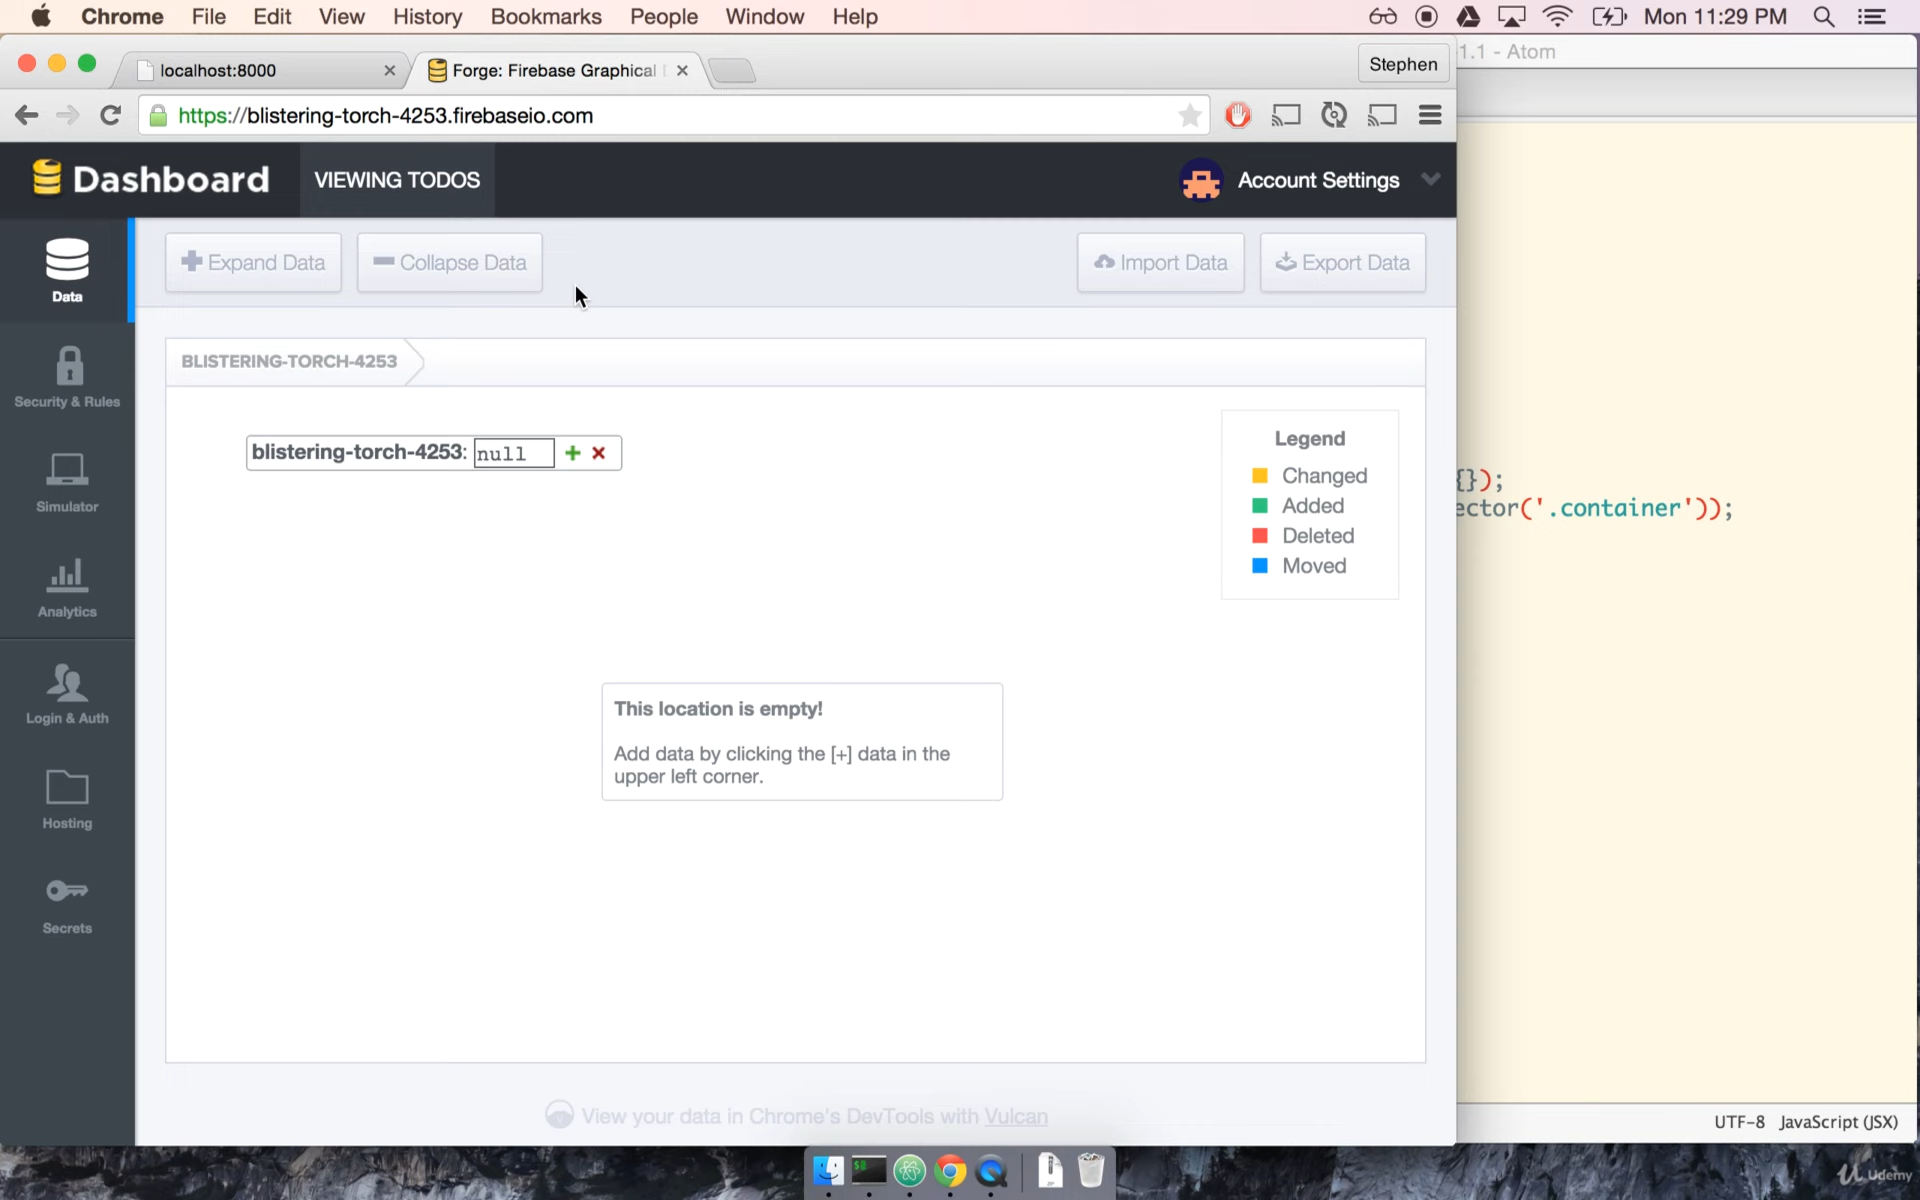 Chrome File Edit View History Bookmarks People Window Help Mon 11:29 PM
1.1 - Atom
localhost:8000 Forge: Firebase Graphical Stephen
https://blistering-torch-4253.firebaseio.com
Dashboard VIEWING TODOS Account Settings
Data
Security & Rules
Simulator
Analytics
Login & Auth
Hosting
Secrets
Expand Data Collapse Data Import Data Export Data
BLISTERING-TORCH-4253
blistering-torch-4253: null
Legend
Changed
Added
Deleted
Moved
This location is empty!
Add data by clicking the [+] data in the
upper left corner.
View your data in Chrome's DevTools with Vulcan
{});
ector('.container'));
UTF-8 JavaScript (JSX)
Udemy